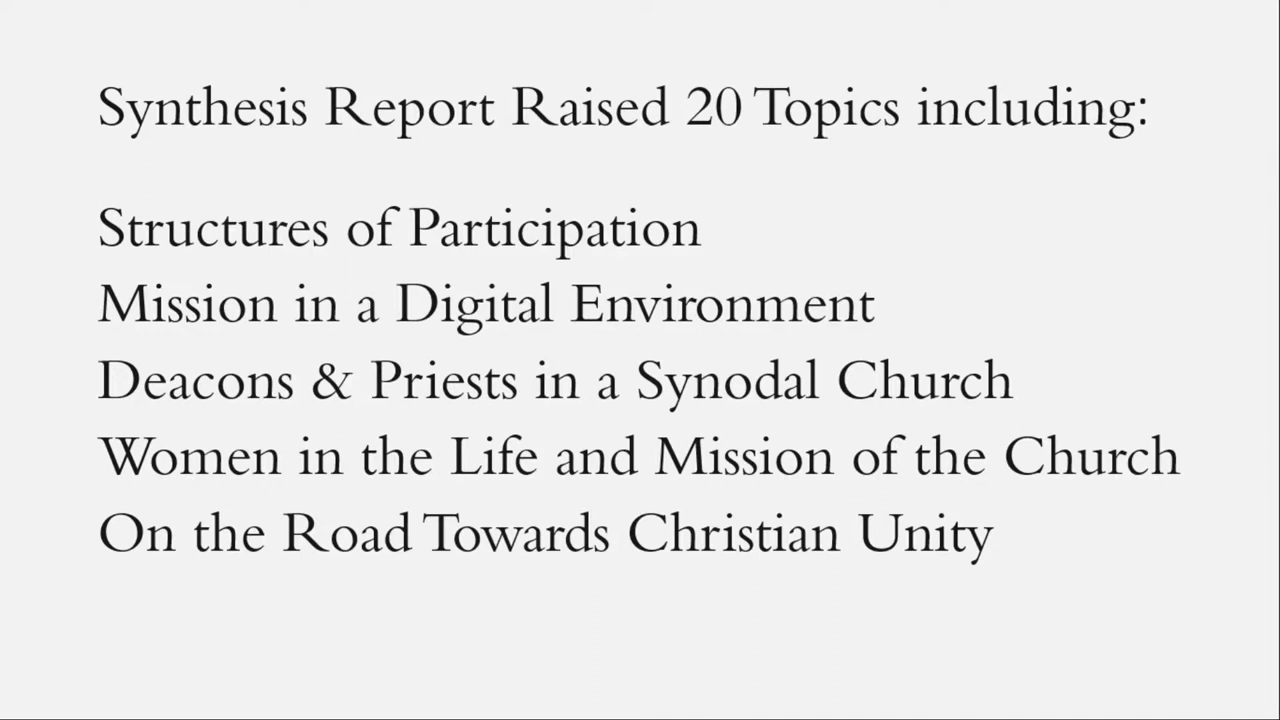 Synthesis Report Raised 20 Topics including:
Structures of Participation
Mission in a Digital Environment
Deacons & Priests in a Synodal Church
Women in the Life and Mission of the Church
On the Road Towards Christian Unity